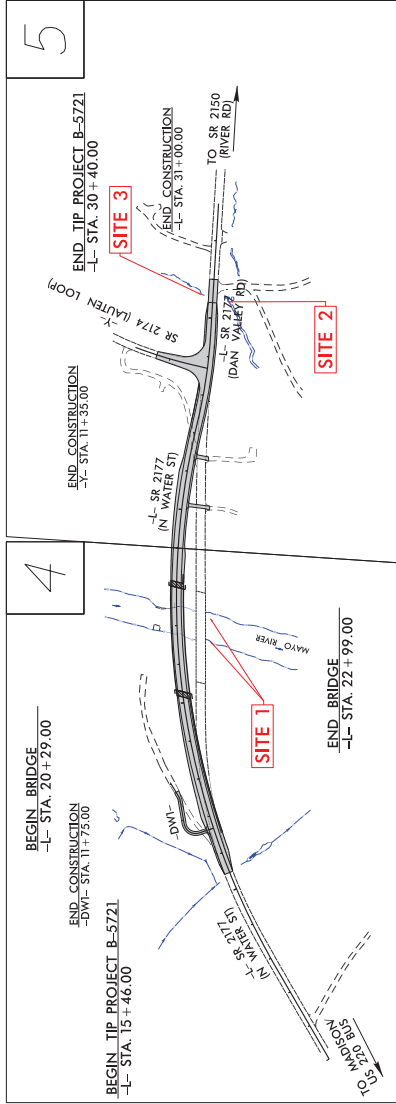 5
END TIP PROJECT B-5721
-L- STA. 30+40.00
SITE 3
END CONSTRUCTION
-L- STA. 31+00.00
TO SR 2150
(RIVER RD)
SR 2174 (LAUTEN LOOP)
-Y-
-L- SR 2177
(DAN VALLEY RD)
SITE 2
END CONSTRUCTION
-Y- STA. 11+35.00
-L- SR 2177
(N WATER ST)
4
BEGIN BRIDGE
-L- STA. 20+29.00
END CONSTRUCTION
-DW1- STA. 11+75.00
BEGIN TIP PROJECT B-5721
-L- STA. 15+46.00
-DW1-
MAYO RIVER
SITE 1
END BRIDGE
-L- STA. 22+99.00
-L- SR 2177
(N WATER ST)
TO MADISON
US 220 BUS